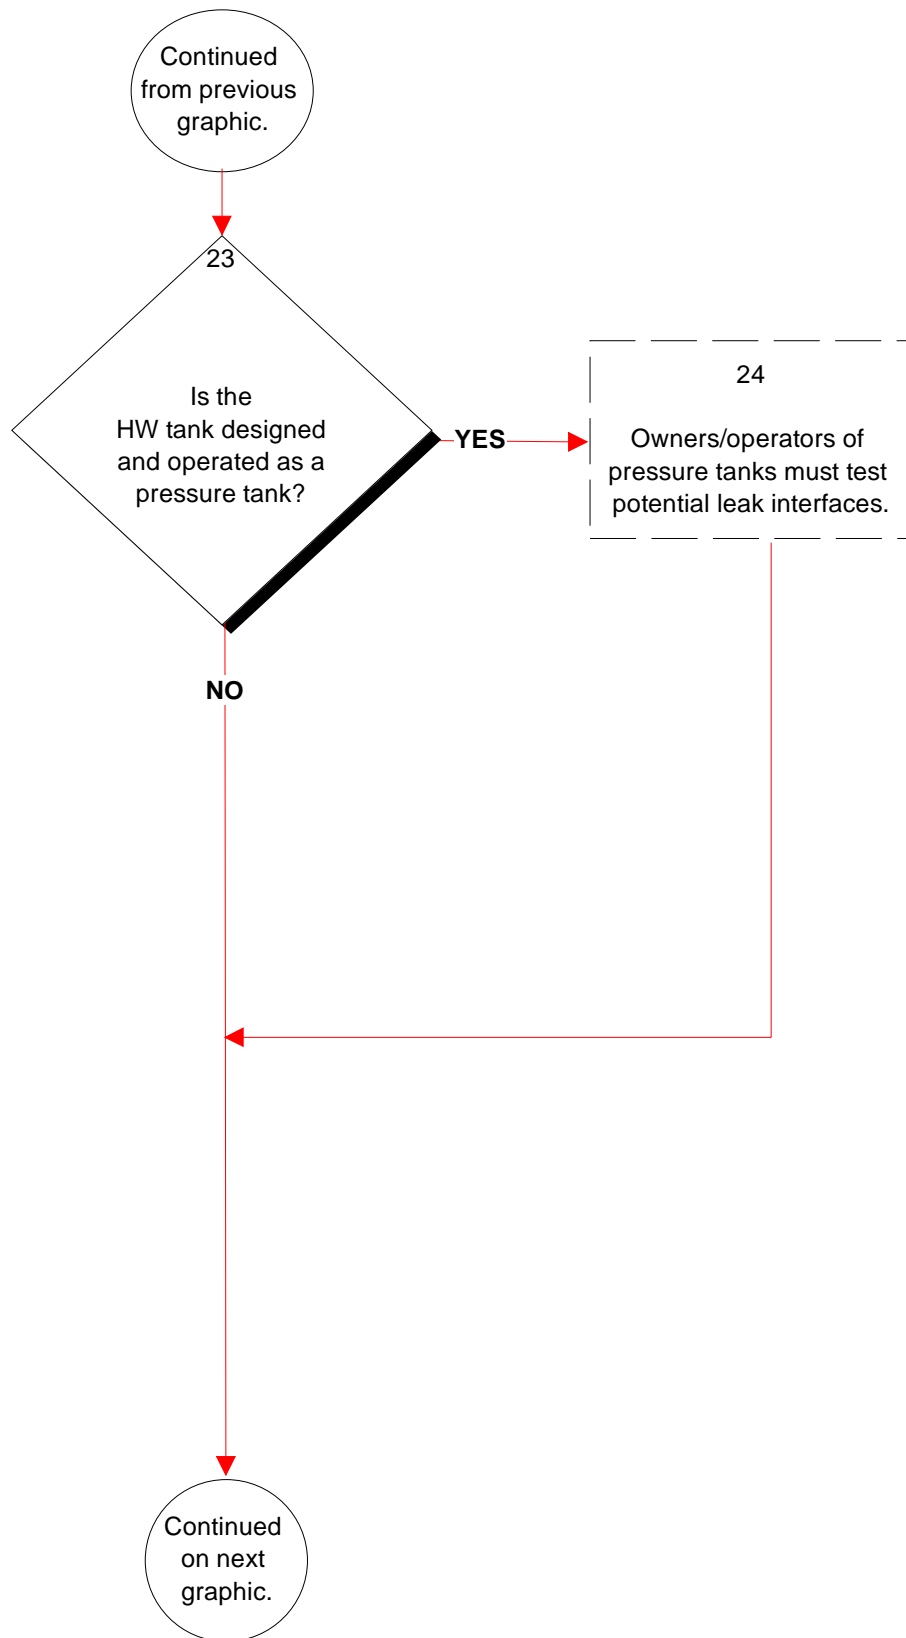 Continued
from previous
graphic.
23
Is the
HW tank designed
and operated as a
pressure tank?
YES
24
Owners/operators of
pressure tanks must test
potential leak interfaces.
NO
Continued
on next
graphic.